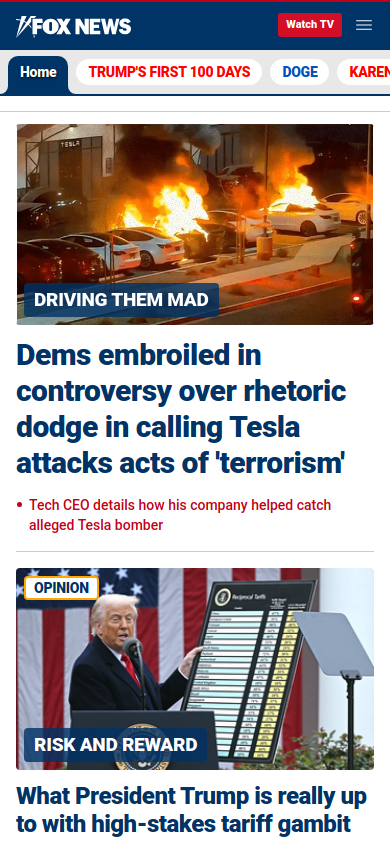 FOX NEWS
Watch TV
Home
TRUMP'S FIRST 100 DAYS
DOGE
KAREN
TESLA
DRIVING THEM MAD
Dems embroiled in
controversy over rhetoric
dodge in calling Tesla
attacks acts of 'terrorism'
• Tech CEO details how his company helped catch
alleged Tesla bomber
OPINION
Reciprocal Tariffs
RISK AND REWARD
What President Trump is really up
to with high-stakes tariff gambit